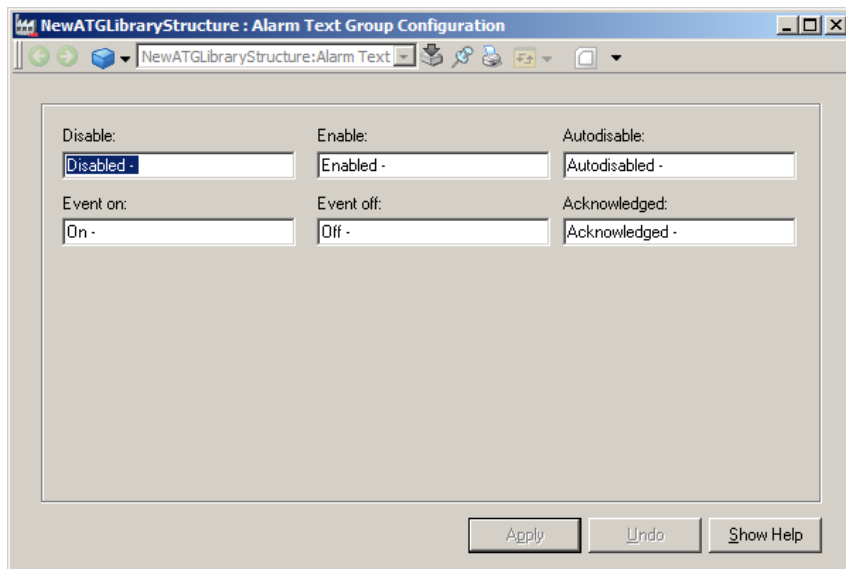 NewATGLibraryStructure : Alarm Text Group Configuration
NewATGLibraryStructure:Alarm Text
Disable: Enable: Autodisable:
Disabled - Enabled - Autodisabled -
Event on: Event off: Acknowledged:
On - Off - Acknowledged -
Apply Undo Show Help